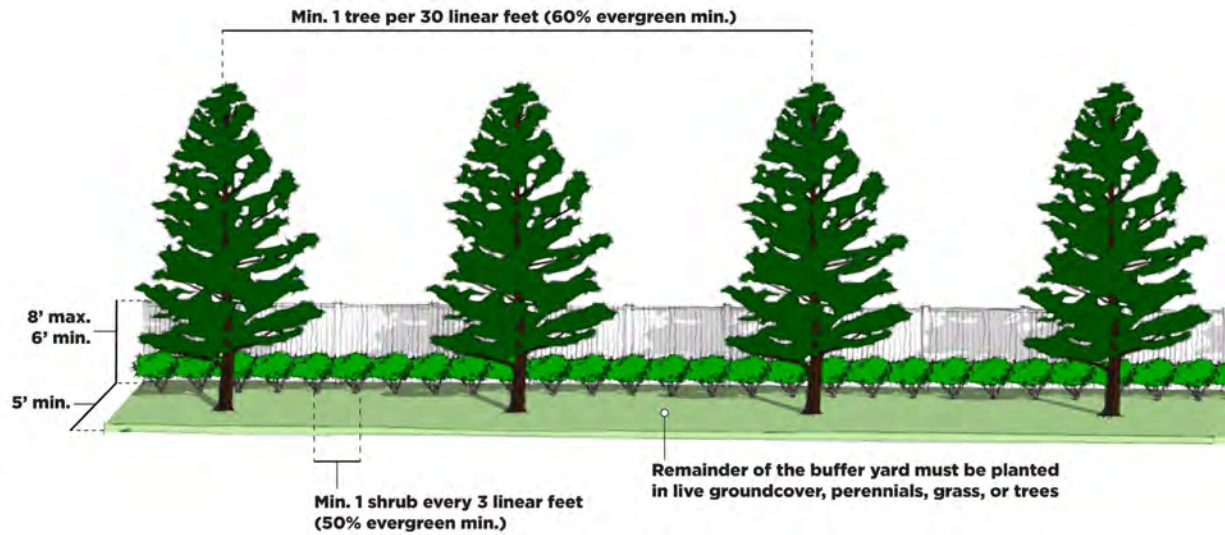 Min. 1 tree per 30 linear feet (60% evergreen min.)
8’ max.
6’ min.
5’ min.
Min. 1 shrub every 3 linear feet
(50% evergreen min.)
Remainder of the buffer yard must be planted
in live groundcover, perennials, grass, or trees